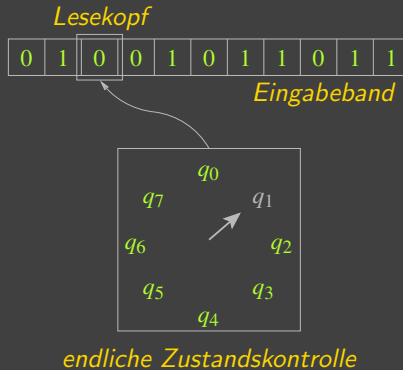 Lesekopf
0 1 0 0 1 0 1 1 0 1 1
Eingabeband
q0
q7 q1
q6 q2
q5 q3
q4
endliche Zustandskontrolle